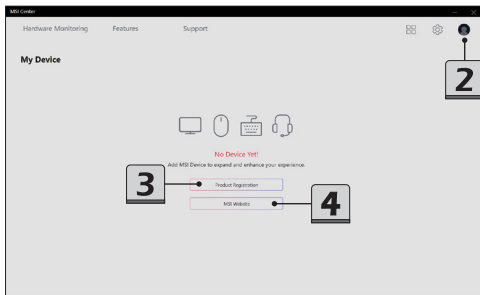 MSI Center
Hardware Monitoring Features Support
My Device
2
No Device Yet!
Add MSI Device to expand and enhance your experience.
3
Product Registration
MSI Website
4